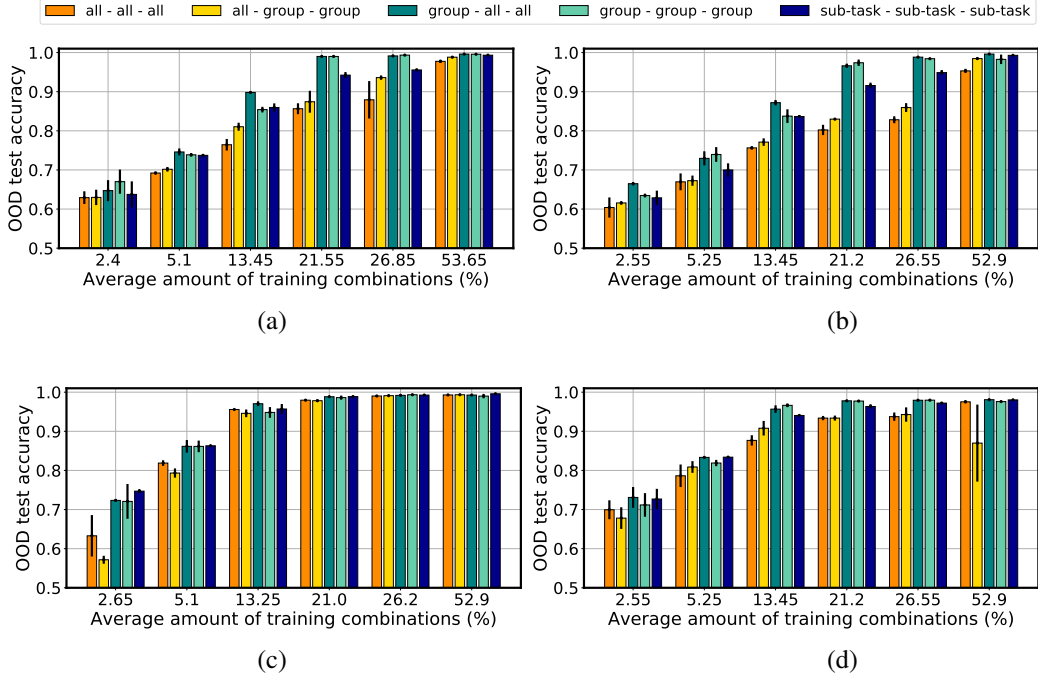 all - all - all all - group - group group - all - all group - group - group sub-task - sub-task - sub-task
OOD test accuracy
1.0
0.9
0.8
0.7
0.6
0.5
2.4 5.1 13.45 21.55 26.85 53.65
Average amount of training combinations (%)
(a)
OOD test accuracy
1.0
0.9
0.8
0.7
0.6
0.5
2.55 5.25 13.45 21.2 26.55 52.9
Average amount of training combinations (%)
(b)
OOD test accuracy
1.0
0.9
0.8
0.7
0.6
0.5
2.65 5.1 13.25 21.0 26.2 52.9
Average amount of training combinations (%)
(c)
OOD test accuracy
1.0
0.9
0.8
0.7
0.6
0.5
2.55 5.25 13.45 21.2 26.55 52.9
Average amount of training combinations (%)
(d)